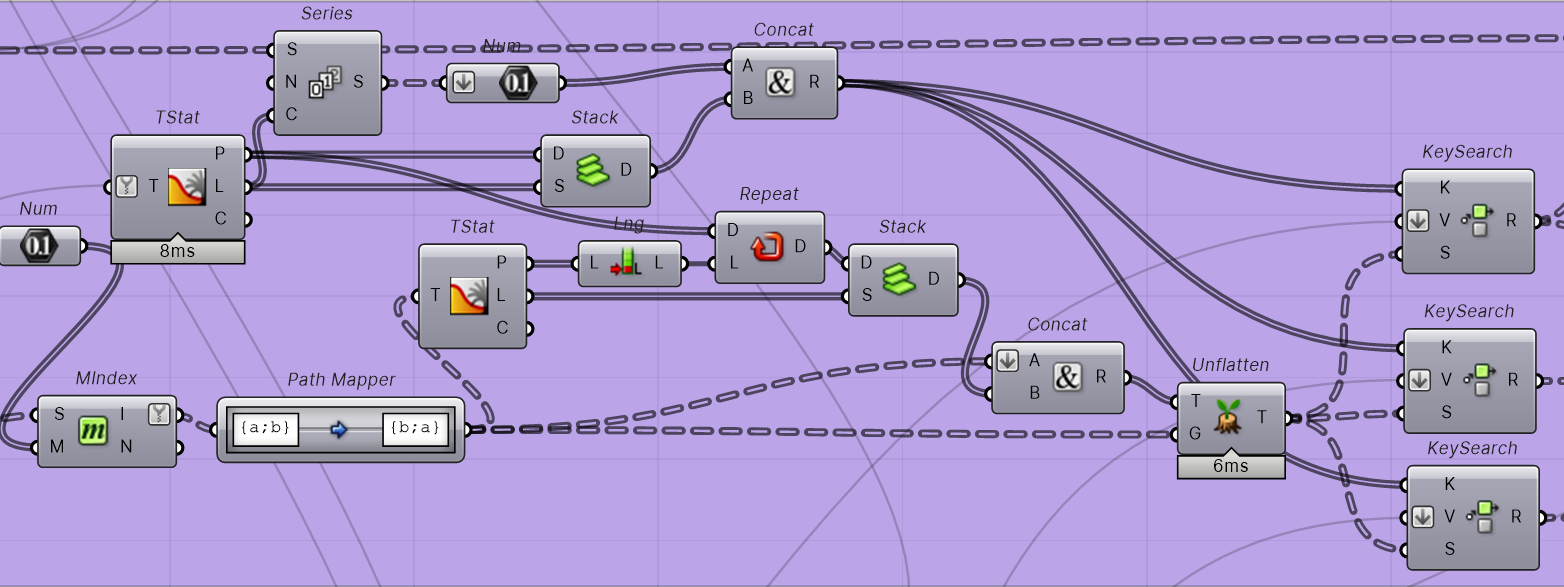 Series
S
N S
C
Num
0.1
Concat
A
& R
B
TStat
P
T L
C
8ms
Stack
D
D
S
Num
0.1
Repeat
D
D
L
TStat
P
T L
C
Lng
L L L
Stack
D
D
S
KeySearch
K
V R
S
MIndex
S I
m
M N
Path Mapper
{a;b} {b;a}
Concat
A
& R
B
Unflatten
T
T
G
6ms
KeySearch
K
V R
S
KeySearch
K
V R
S